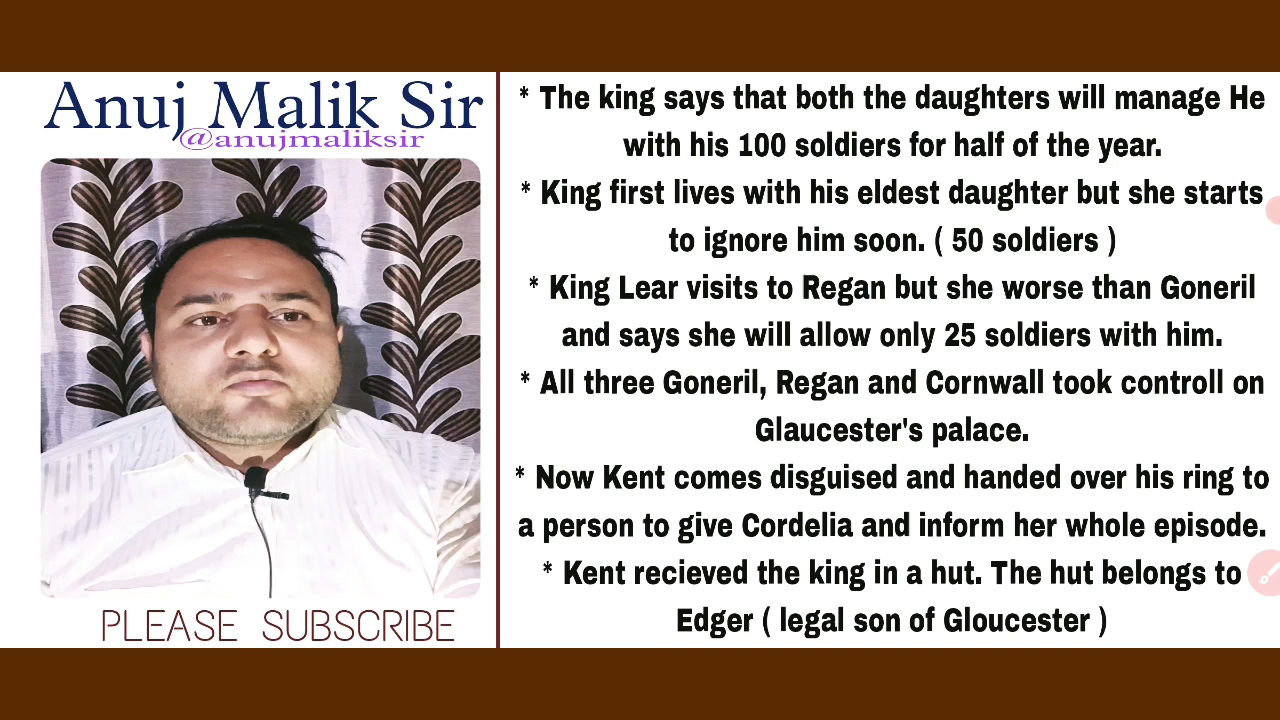 Anuj Malik Sir
@anujmaliksir
PLEASE SUBSCRIBE
* The king says that both the daughters will manage He
with his 100 soldiers for half of the year.
* King first lives with his eldest daughter but she starts
to ignore him soon. ( 50 soldiers )
* King Lear visits to Regan but she worse than Goneril
and says she will allow only 25 soldiers with him.
* All three Goneril, Regan and Cornwall took controll on
Glaucester's palace.
* Now Kent comes disguised and handed over his ring to
a person to give Cordelia and inform her whole episode.
* Kent recieved the king in a hut. The hut belongs to
Edger ( legal son of Gloucester )